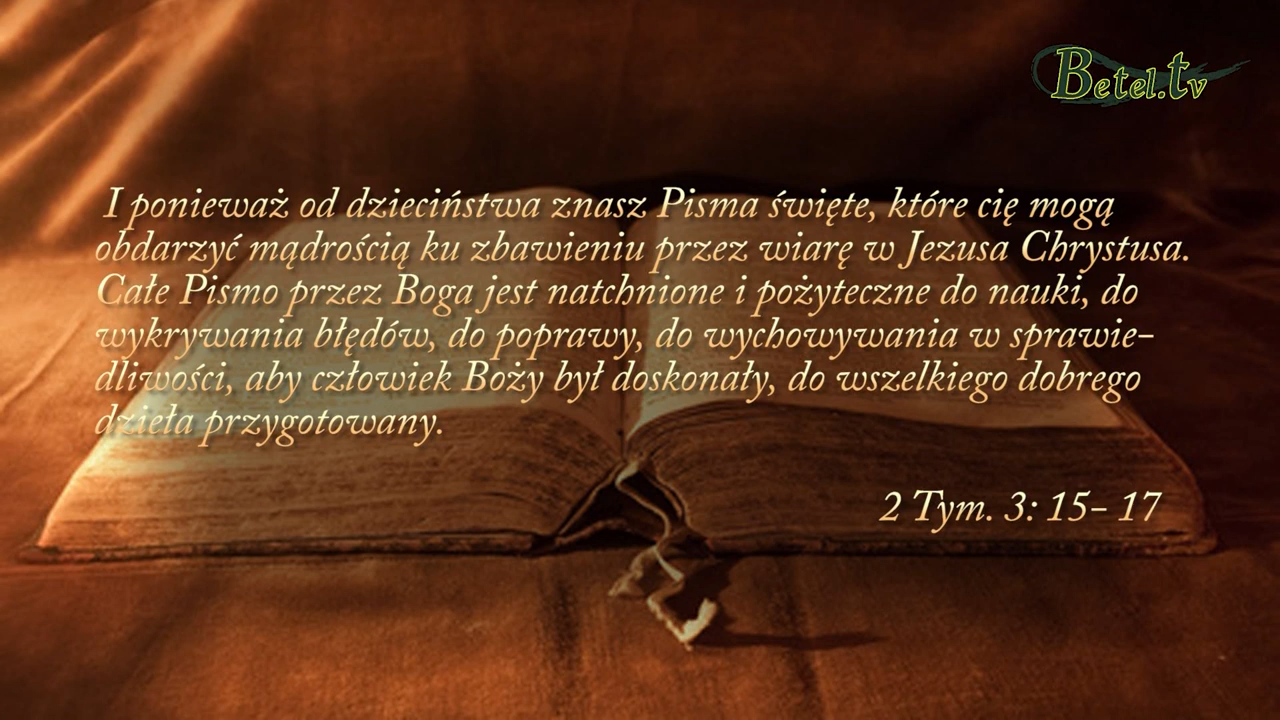 Betel.tv
I ponieważ od dzieciństwa znasz Pisma święte, które cię mogą
obdarzyć mądrością ku zbawieniu przez wiarę w Jezusa Chrystusa.
Całe Pismo przez Boga jest natchnione i pożyteczne do nauki, do
wykrywania błędów, do poprawy, do wychowywania w sprawie-
dliwości, aby człowiek Boży był doskonały, do wszelkiego dobrego
dzieła przygotowany.
2 Tym. 3: 15- 17